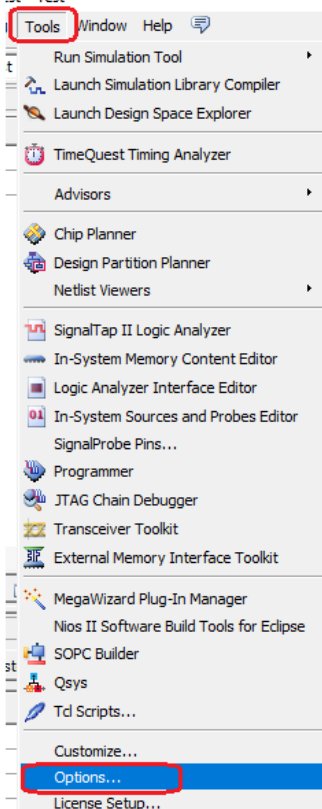 Tools Window Help
Run Simulation Tool
Launch Simulation Library Compiler
Launch Design Space Explorer
TimeQuest Timing Analyzer
Advisors
Chip Planner
Design Partition Planner
Netlist Viewers
SignalTap II Logic Analyzer
In-System Memory Content Editor
Logic Analyzer Interface Editor
In-System Sources and Probes Editor
SignalProbe Pins...
Programmer
JTAG Chain Debugger
Transceiver Toolkit
External Memory Interface Toolkit
MegaWizard Plug-In Manager
Nios II Software Build Tools for Eclipse
SOPC Builder
Qsys
Tcl Scripts...
Customize...
Options...
License Setup...